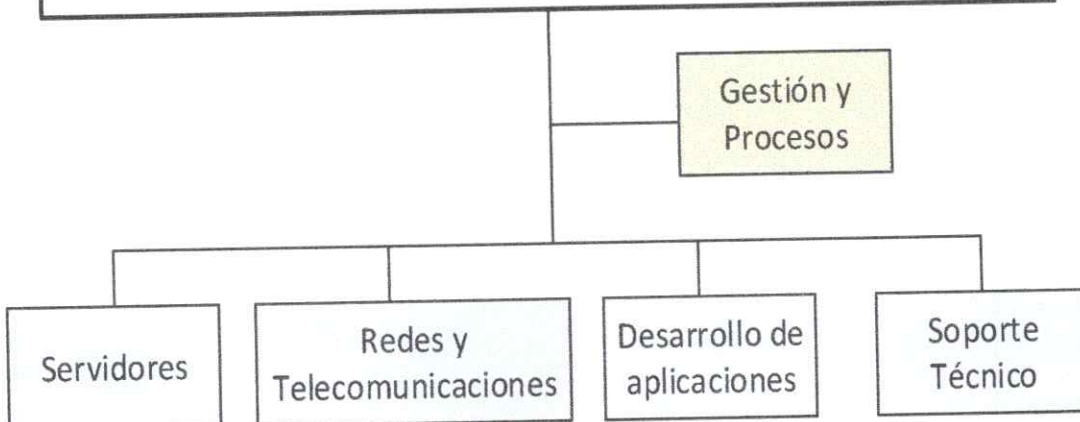 Gestión y
Procesos
Servidores
Redes y
Telecomunicaciones
Desarrollo de
aplicaciones
Soporte
Técnico